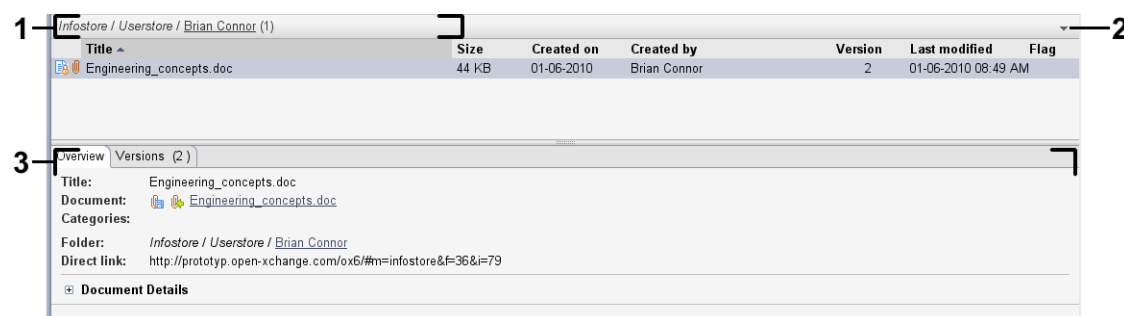 1 Infostore / Userstore / Brian Connor (1) 2
Title Size Created on Created by Version Last modified Flag
Engineering_concepts.doc 44 KB 01-06-2010 Brian Connor 2 01-06-2010 08:49 AM
3 Overview Versions (2)
Title: Engineering_concepts.doc
Document: Engineering_concepts.doc
Categories:
Folder: Infostore / Userstore / Brian Connor
Direct link: http://prototyp.open-xchange.com/ox6/#m=infostore&f=36&i=79
Document Details